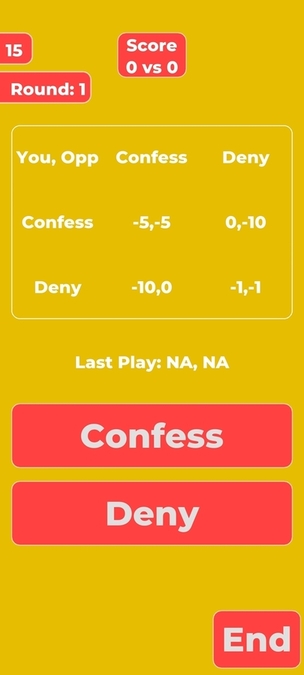 15
Score
0 vs 0
Round: 1
You, Opp Confess Deny
Confess -5,-5 0,-10
Deny -10,0 -1,-1
Last Play: NA, NA
Confess
Deny
End